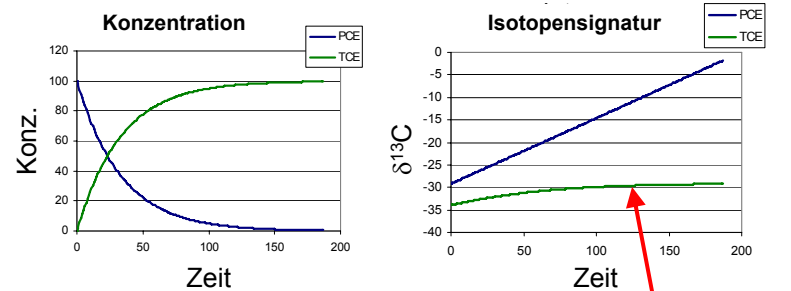 Konzentration
PCE
TCE
Konz.
120
100
80
60
40
20
0
0 50 100 150 200
Zeit
Isotopensignatur
PCE
TCE
δ¹³C
0
-5
-10
-15
-20
-25
-30
-35
-40
0 50 100 150 200
Zeit